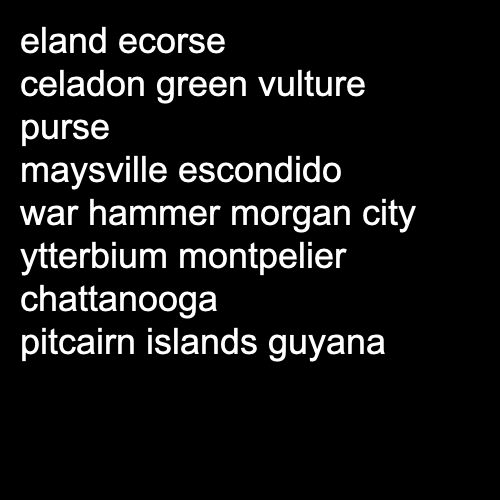 eland ecorse
celadon green vulture
purse
maysville escondido
war hammer morgan city
ytterbium montpelier
chattanooga
pitcairn islands guyana